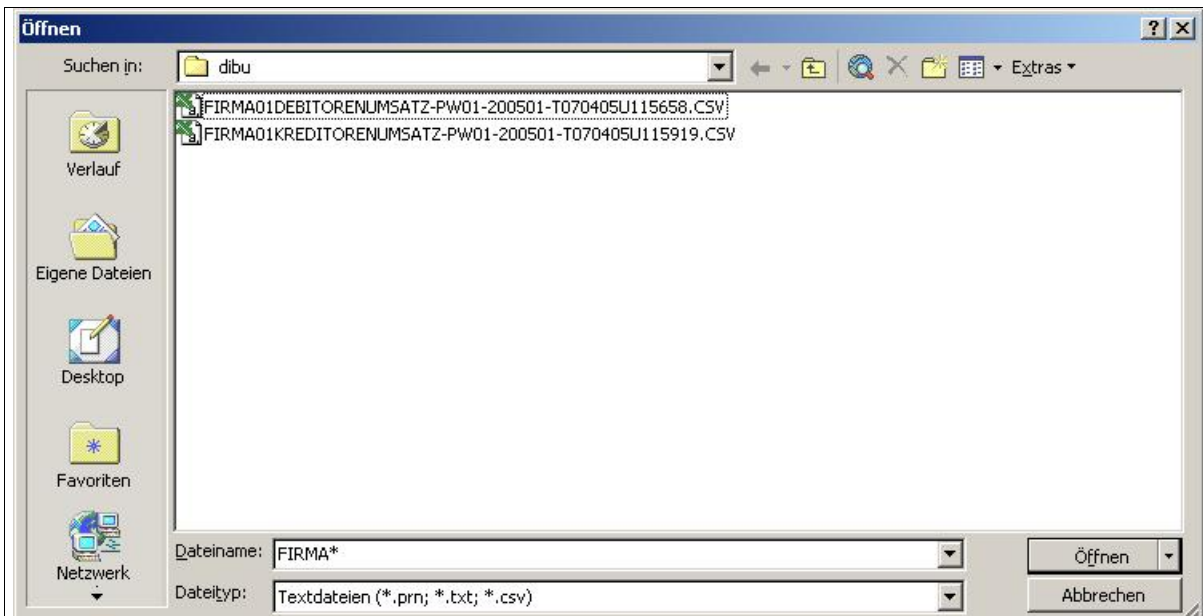 Öffnen
Suchen in: dibu Extras
FIRMA01DEBITORENUMSATZ-PW01-200501-T070405U115658.CSV
FIRMA01KREDITORENUMSATZ-PW01-200501-T070405U115919.CSV
Verlauf
Eigene Dateien
Desktop
Favoriten
Netzwerk
Dateiname: FIRMA* Öffnen
Dateityp: Textdateien (*.prn; *.txt; *.csv) Abbrechen